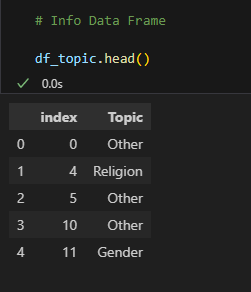 # Info Data Frame
df_topic.head()
0.0s
index Topic
0 0 Other
1 4 Religion
2 5 Other
3 10 Other
4 11 Gender